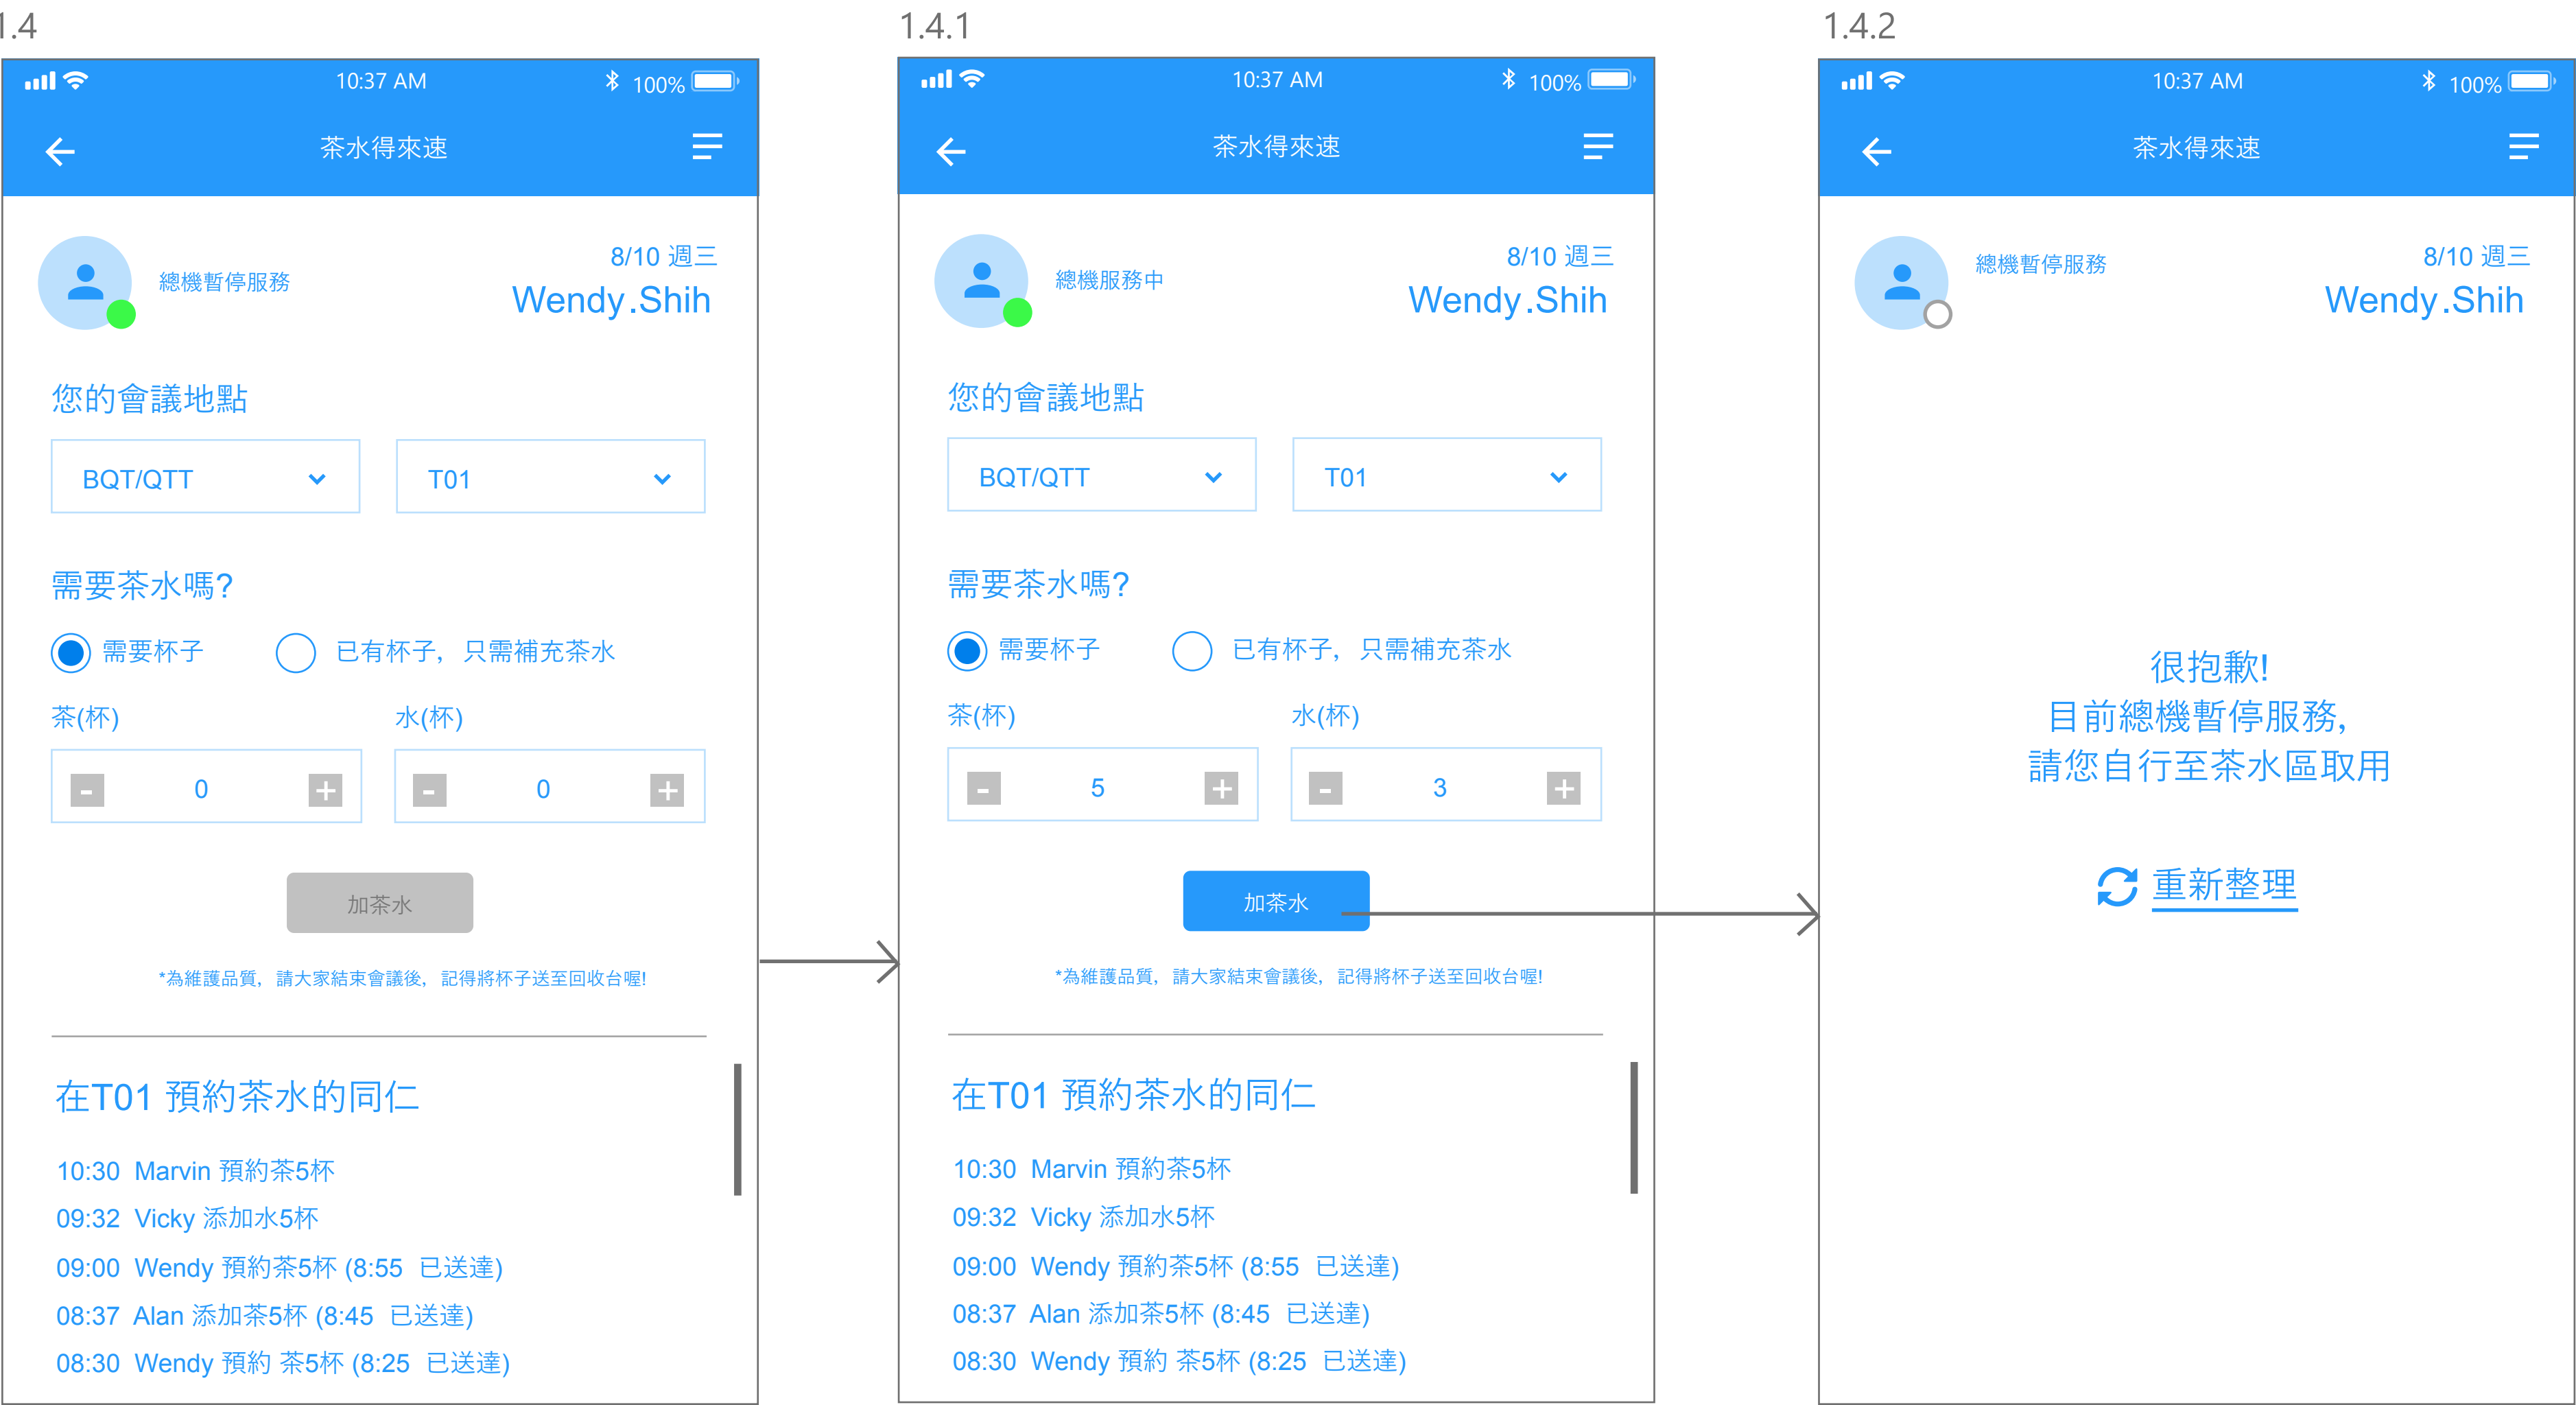 1.4
10:37 AM
100%
茶水得來速
總機暫停服務
8/10 週三
Wendy.Shih
您的會議地點
BQT/QTT
T01
需要茶水嗎?
需要杯子
已有杯子, 只需補充茶水
茶(杯)
水(杯)
- 0 +
- 0 +
加茶水
*為維護品質, 請大家結束會議後, 記得將杯子送至回收台喔!
在T01 預約茶水的同仁
10:30 Marvin 預約茶5杯
09:32 Vicky 添加水5杯
09:00 Wendy 預約茶5杯 (8:55 已送達)
08:37 Alan 添加茶5杯 (8:45 已送達)
08:30 Wendy 預約 茶5杯 (8:25 已送達)
1.4.1
10:37 AM
100%
茶水得來速
總機服務中
8/10 週三
Wendy.Shih
您的會議地點
BQT/QTT
T01
需要茶水嗎?
需要杯子
已有杯子, 只需補充茶水
茶(杯)
水(杯)
- 5 +
- 3 +
加茶水
*為維護品質, 請大家結束會議後, 記得將杯子送至回收台喔!
在T01 預約茶水的同仁
10:30 Marvin 預約茶5杯
09:32 Vicky 添加水5杯
09:00 Wendy 預約茶5杯 (8:55 已送達)
08:37 Alan 添加茶5杯 (8:45 已送達)
08:30 Wendy 預約 茶5杯 (8:25 已送達)
1.4.2
10:37 AM
100%
茶水得來速
總機暫停服務
8/10 週三
Wendy.Shih
很抱歉!
目前總機暫停服務,
請您自行至茶水區取用
重新整理